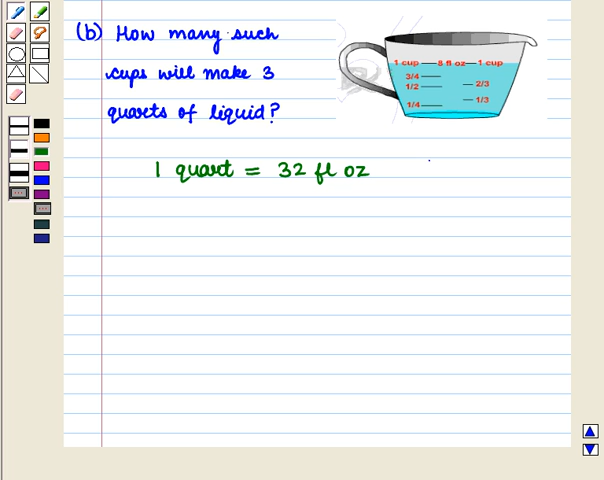 (b) How many such
cups will make 3
quarts of liquid?
1 cup 8 fl oz 1 cup
3/4
1/2 2/3
1/3
1/4
1 quart = 32 fl oz